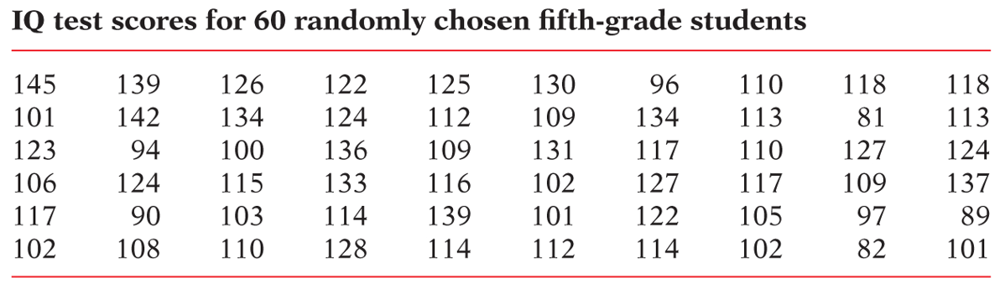 IQ test scores for 60 randomly chosen fifth-grade students
145 139 126 122 125 130 96 110 118 118
101 142 134 124 112 109 134 113 81 113
123 94 100 136 109 131 117 110 127 124
106 124 115 133 116 102 127 117 109 137
117 90 103 114 139 101 122 105 97 89
102 108 110 128 114 112 114 102 82 101